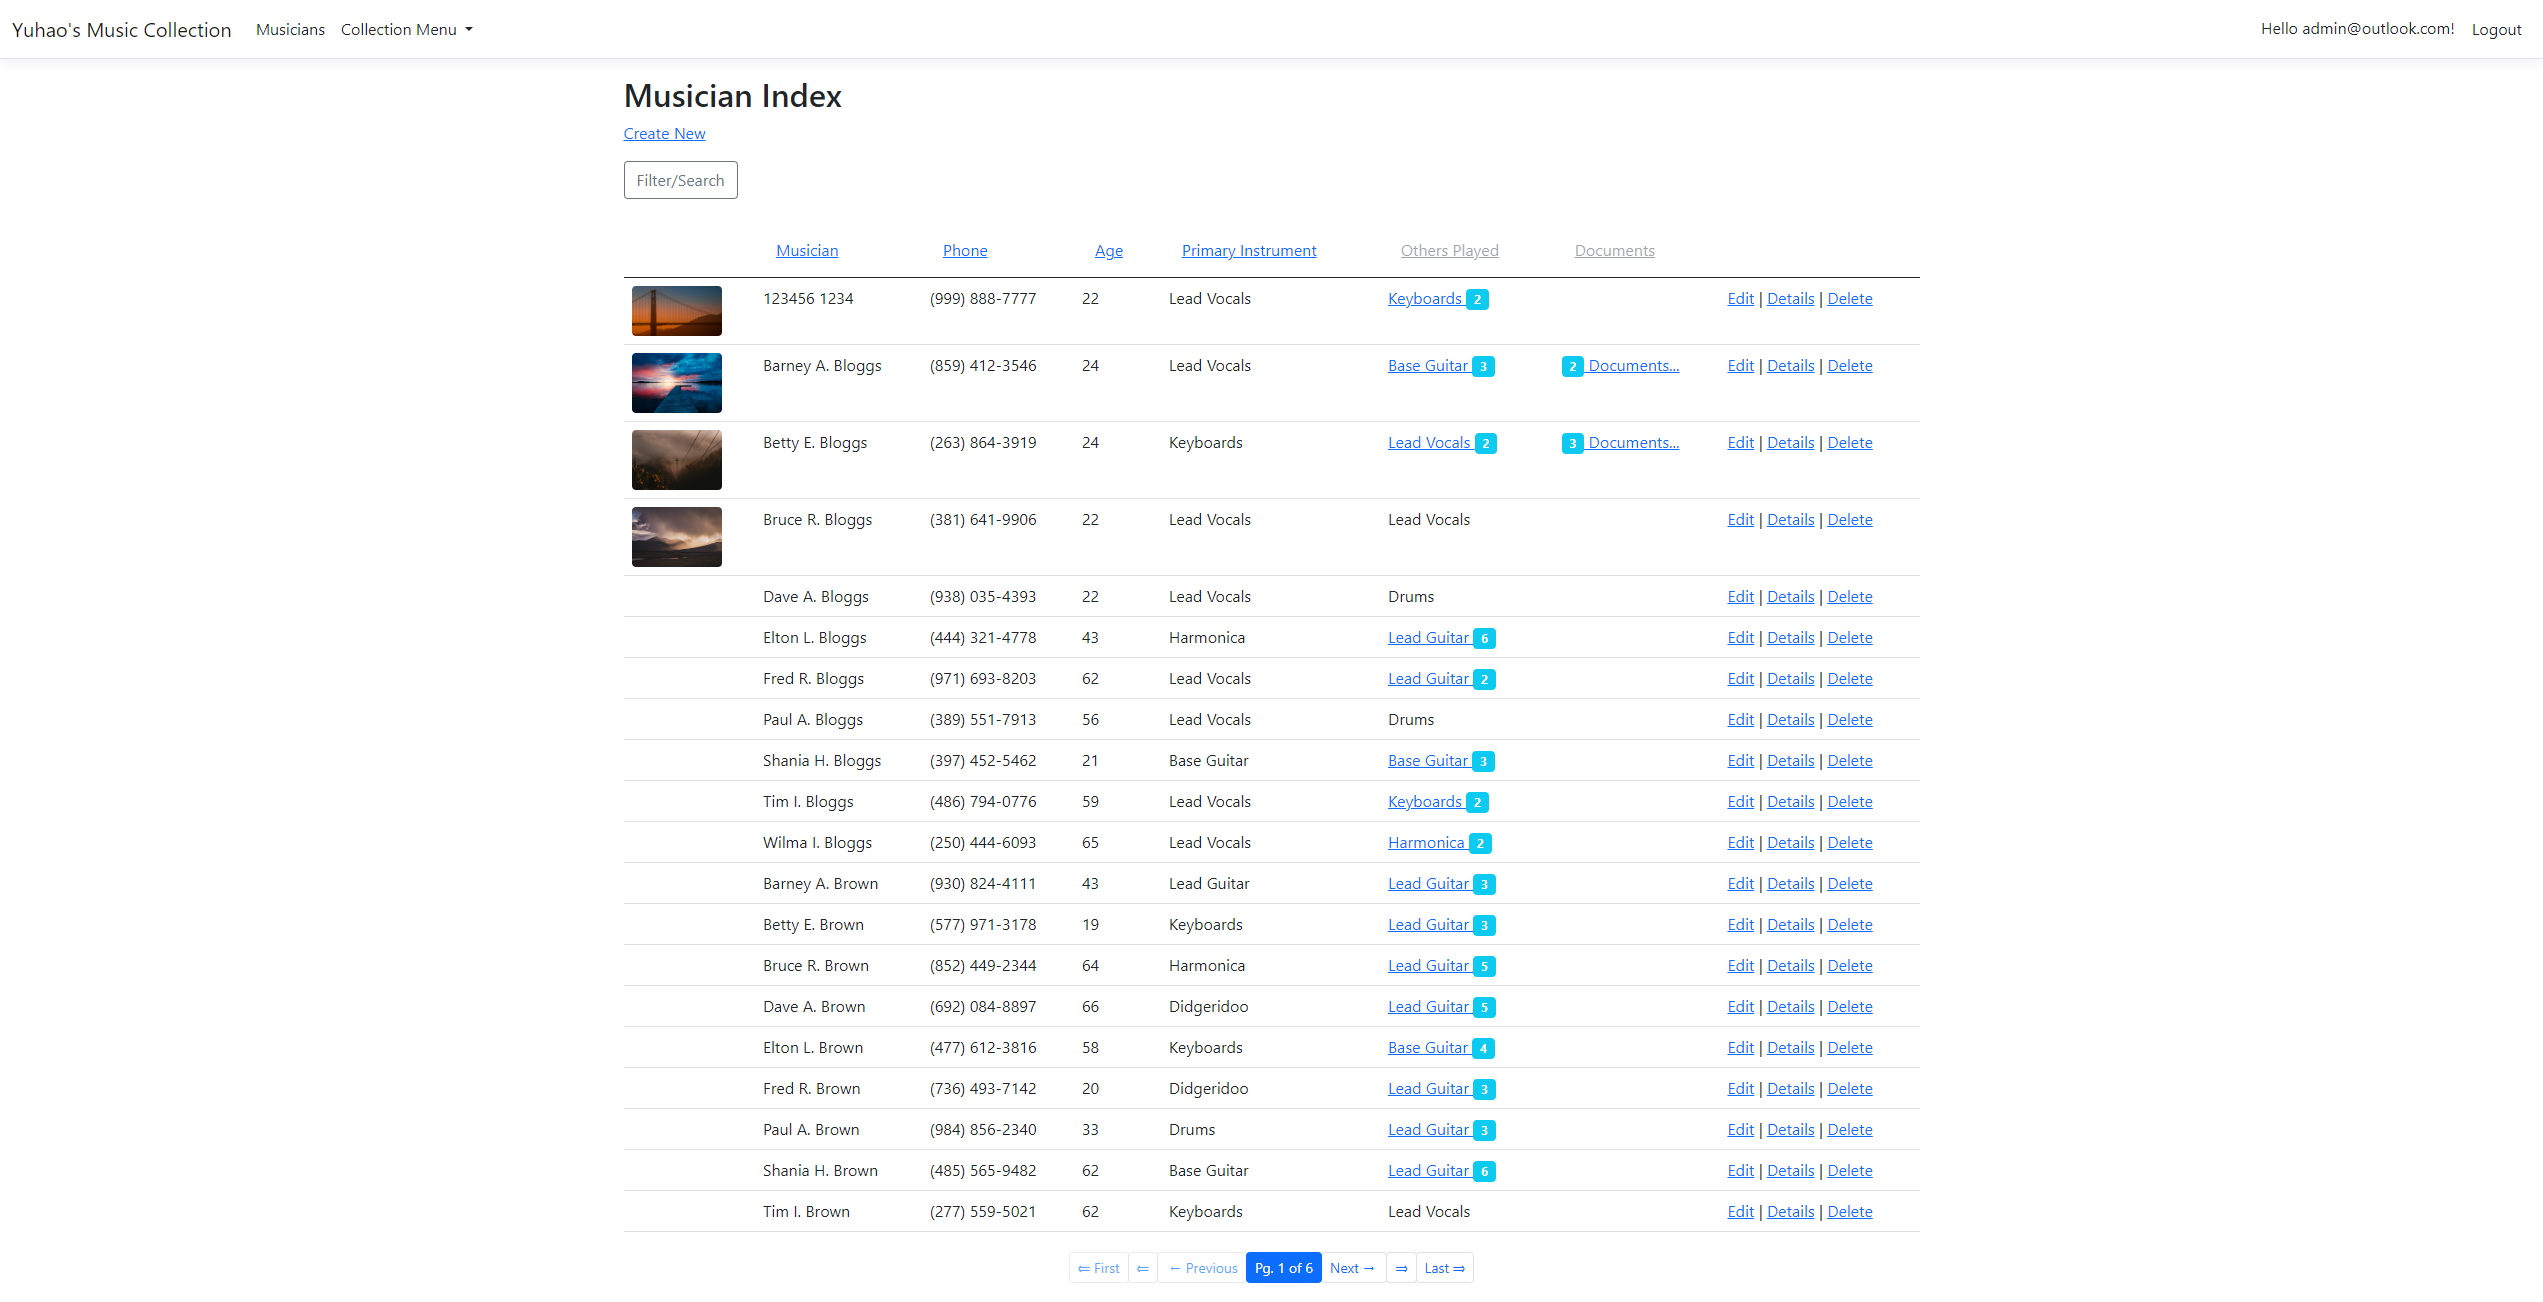 Yuhao's Music Collection Musicians Collection Menu Hello admin@outlook.com! Logout
Musician Index
Create New
Filter/Search
Musician Phone Age Primary Instrument Others Played Documents
123456 1234 (999) 888-7777 22 Lead Vocals Keyboards 2 Edit | Details | Delete
Barney A. Bloggs (859) 412-3546 24 Lead Vocals Base Guitar 3 2 Documents... Edit | Details | Delete
Betty E. Bloggs (263) 864-3919 24 Keyboards Lead Vocals 2 3 Documents... Edit | Details | Delete
Bruce R. Bloggs (381) 641-9906 22 Lead Vocals Lead Vocals Edit | Details | Delete
Dave A. Bloggs (938) 035-4393 22 Lead Vocals Drums Edit | Details | Delete
Elton L. Bloggs (444) 321-4778 43 Harmonica Lead Guitar 6 Edit | Details | Delete
Fred R. Bloggs (971) 693-8203 62 Lead Vocals Lead Guitar 2 Edit | Details | Delete
Paul A. Bloggs (389) 551-7913 56 Lead Vocals Drums Edit | Details | Delete
Shania H. Bloggs (397) 452-5462 21 Base Guitar Base Guitar 3 Edit | Details | Delete
Tim I. Bloggs (486) 794-0776 59 Lead Vocals Keyboards 2 Edit | Details | Delete
Wilma I. Bloggs (250) 444-6093 65 Lead Vocals Harmonica 2 Edit | Details | Delete
Barney A. Brown (930) 824-4111 43 Lead Guitar Lead Guitar 3 Edit | Details | Delete
Betty E. Brown (577) 971-3178 19 Keyboards Lead Guitar 3 Edit | Details | Delete
Bruce R. Brown (852) 449-2344 64 Harmonica Lead Guitar 5 Edit | Details | Delete
Dave A. Brown (692) 084-8897 66 Didgeridoo Lead Guitar 5 Edit | Details | Delete
Elton L. Brown (477) 612-3816 58 Keyboards Base Guitar 4 Edit | Details | Delete
Fred R. Brown (736) 493-7142 20 Didgeridoo Lead Guitar 3 Edit | Details | Delete
Paul A. Brown (984) 856-2340 33 Drums Lead Guitar 3 Edit | Details | Delete
Shania H. Brown (485) 565-9482 62 Base Guitar Lead Guitar 6 Edit | Details | Delete
Tim I. Brown (277) 559-5021 62 Keyboards Lead Vocals Edit | Details | Delete
⇐ First ⇐ ← Previous Pg. 1 of 6 Next → ⇒ Last ⇒